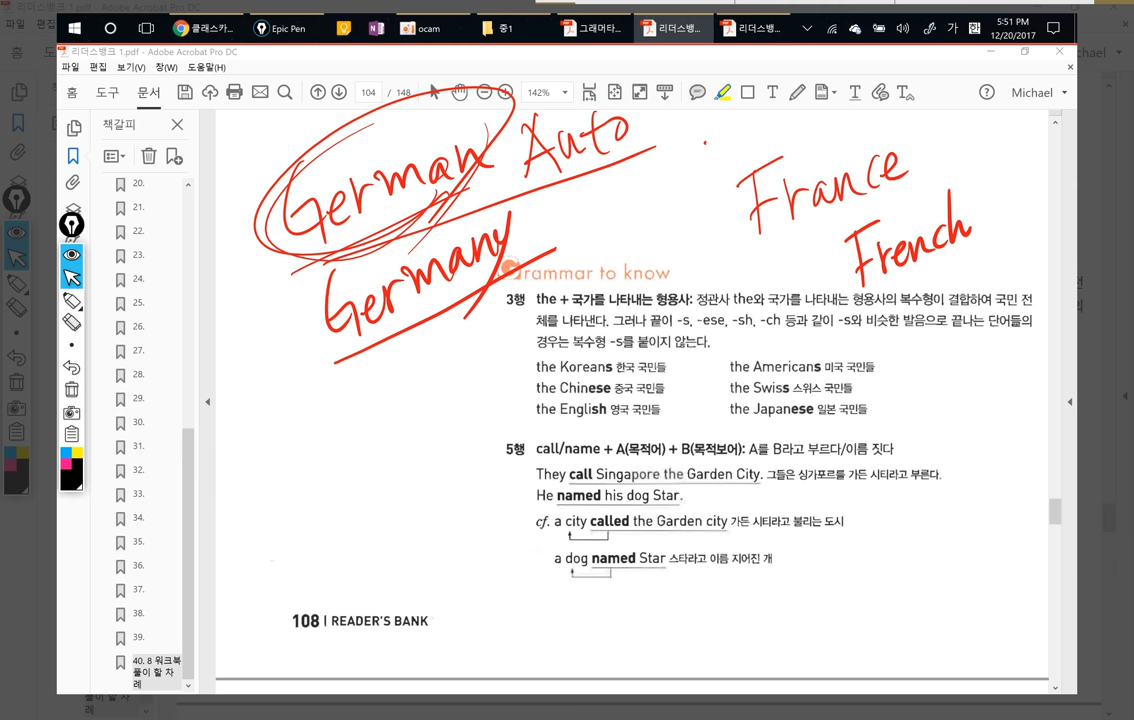 클래스카...
Epic Pen
ocam
중1
그래머타...
리더스뱅...
리더스뱅...
가
한
5:51 PM
12/20/2017
리더스뱅크 1.pdf - Adobe Acrobat Pro DC
파일 편집 보기(V) 창(W) 도움말(H)
홈 도구 문서 104 / 148 142% Michael
책갈피
20.
21.
22.
23.
24.
25.
26.
27.
28.
29.
30.
31.
32.
33.
34.
35.
36.
37.
38.
39.
40. 8 워크북
풀이 할 차
례
German Auto
Germany
France
French
Grammar to know
3행 the + 국가를 나타내는 형용사: 정관사 the와 국가를 나타내는 형용사의 복수형이 결합하여 국민 전
체를 나타낸다. 그러나 끝이 -s, -ese, -sh, -ch 등과 같이 -s와 비슷한 발음으로 끝나는 단어들의
경우는 복수형 -s를 붙이지 않는다.
the Koreans 한국 국민들 the Americans 미국 국민들
the Chinese 중국 국민들 the Swiss 스위스 국민들
the English 영국 국민들 the Japanese 일본 국민들
5행 call/name + A(목적어) + B(목적보어): A를 B라고 부르다/이름 짓다
They call Singapore the Garden City. 그들은 싱가포르를 가든 시티라고 부른다.
He named his dog Star.
cf. a city called the Garden city 가든 시티라고 불리는 도시
a dog named Star 스타라고 이름 지어진 개
108 | READER'S BANK